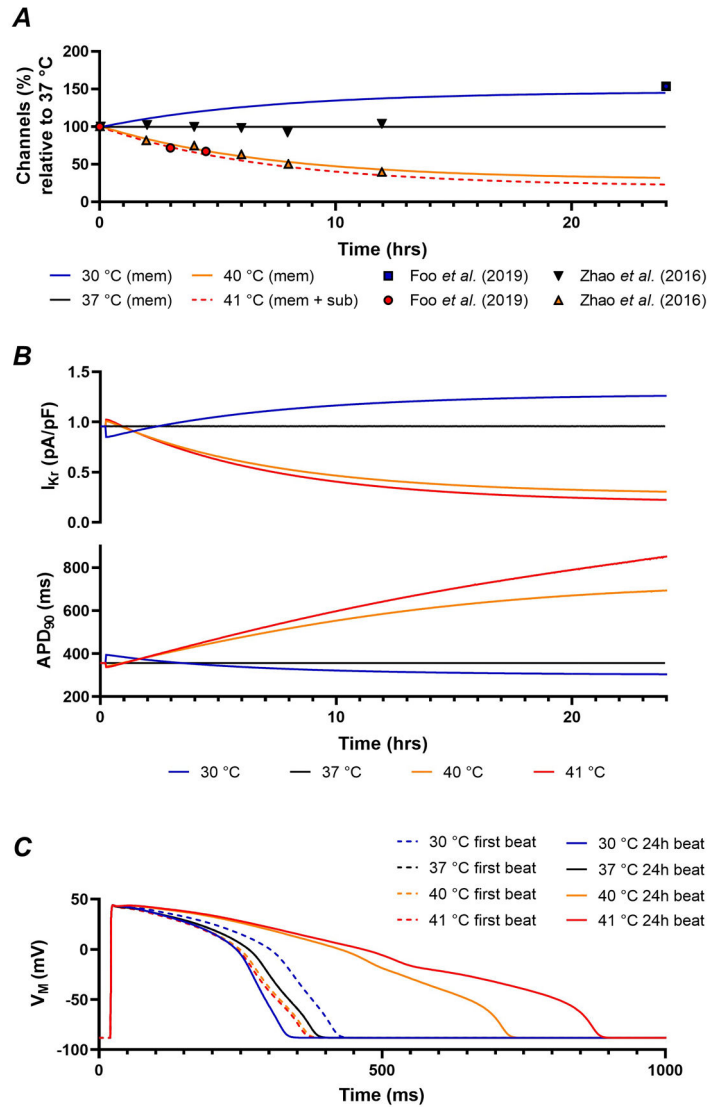 A
Channels (%)
relative to 37 °C
200
150
100
50
0
0
10
20
Time (hrs)
30 °C (mem)
40 °C (mem)
Foo et al. (2019)
Zhao et al. (2016)
37 °C (mem)
41 °C (mem + sub)
Foo et al. (2019)
Zhao et al. (2016)
B
IKr (pA/pF)
1.5
1.0
0.5
0.0
APD90 (ms)
800
600
400
200
0
10
20
Time (hrs)
30 °C
37 °C
40 °C
41 °C
C
30 °C first beat
30 °C 24h beat
37 °C first beat
37 °C 24h beat
40 °C first beat
40 °C 24h beat
41 °C first beat
41 °C 24h beat
VM (mV)
50
0
-50
-100
0
500
1000
Time (ms)